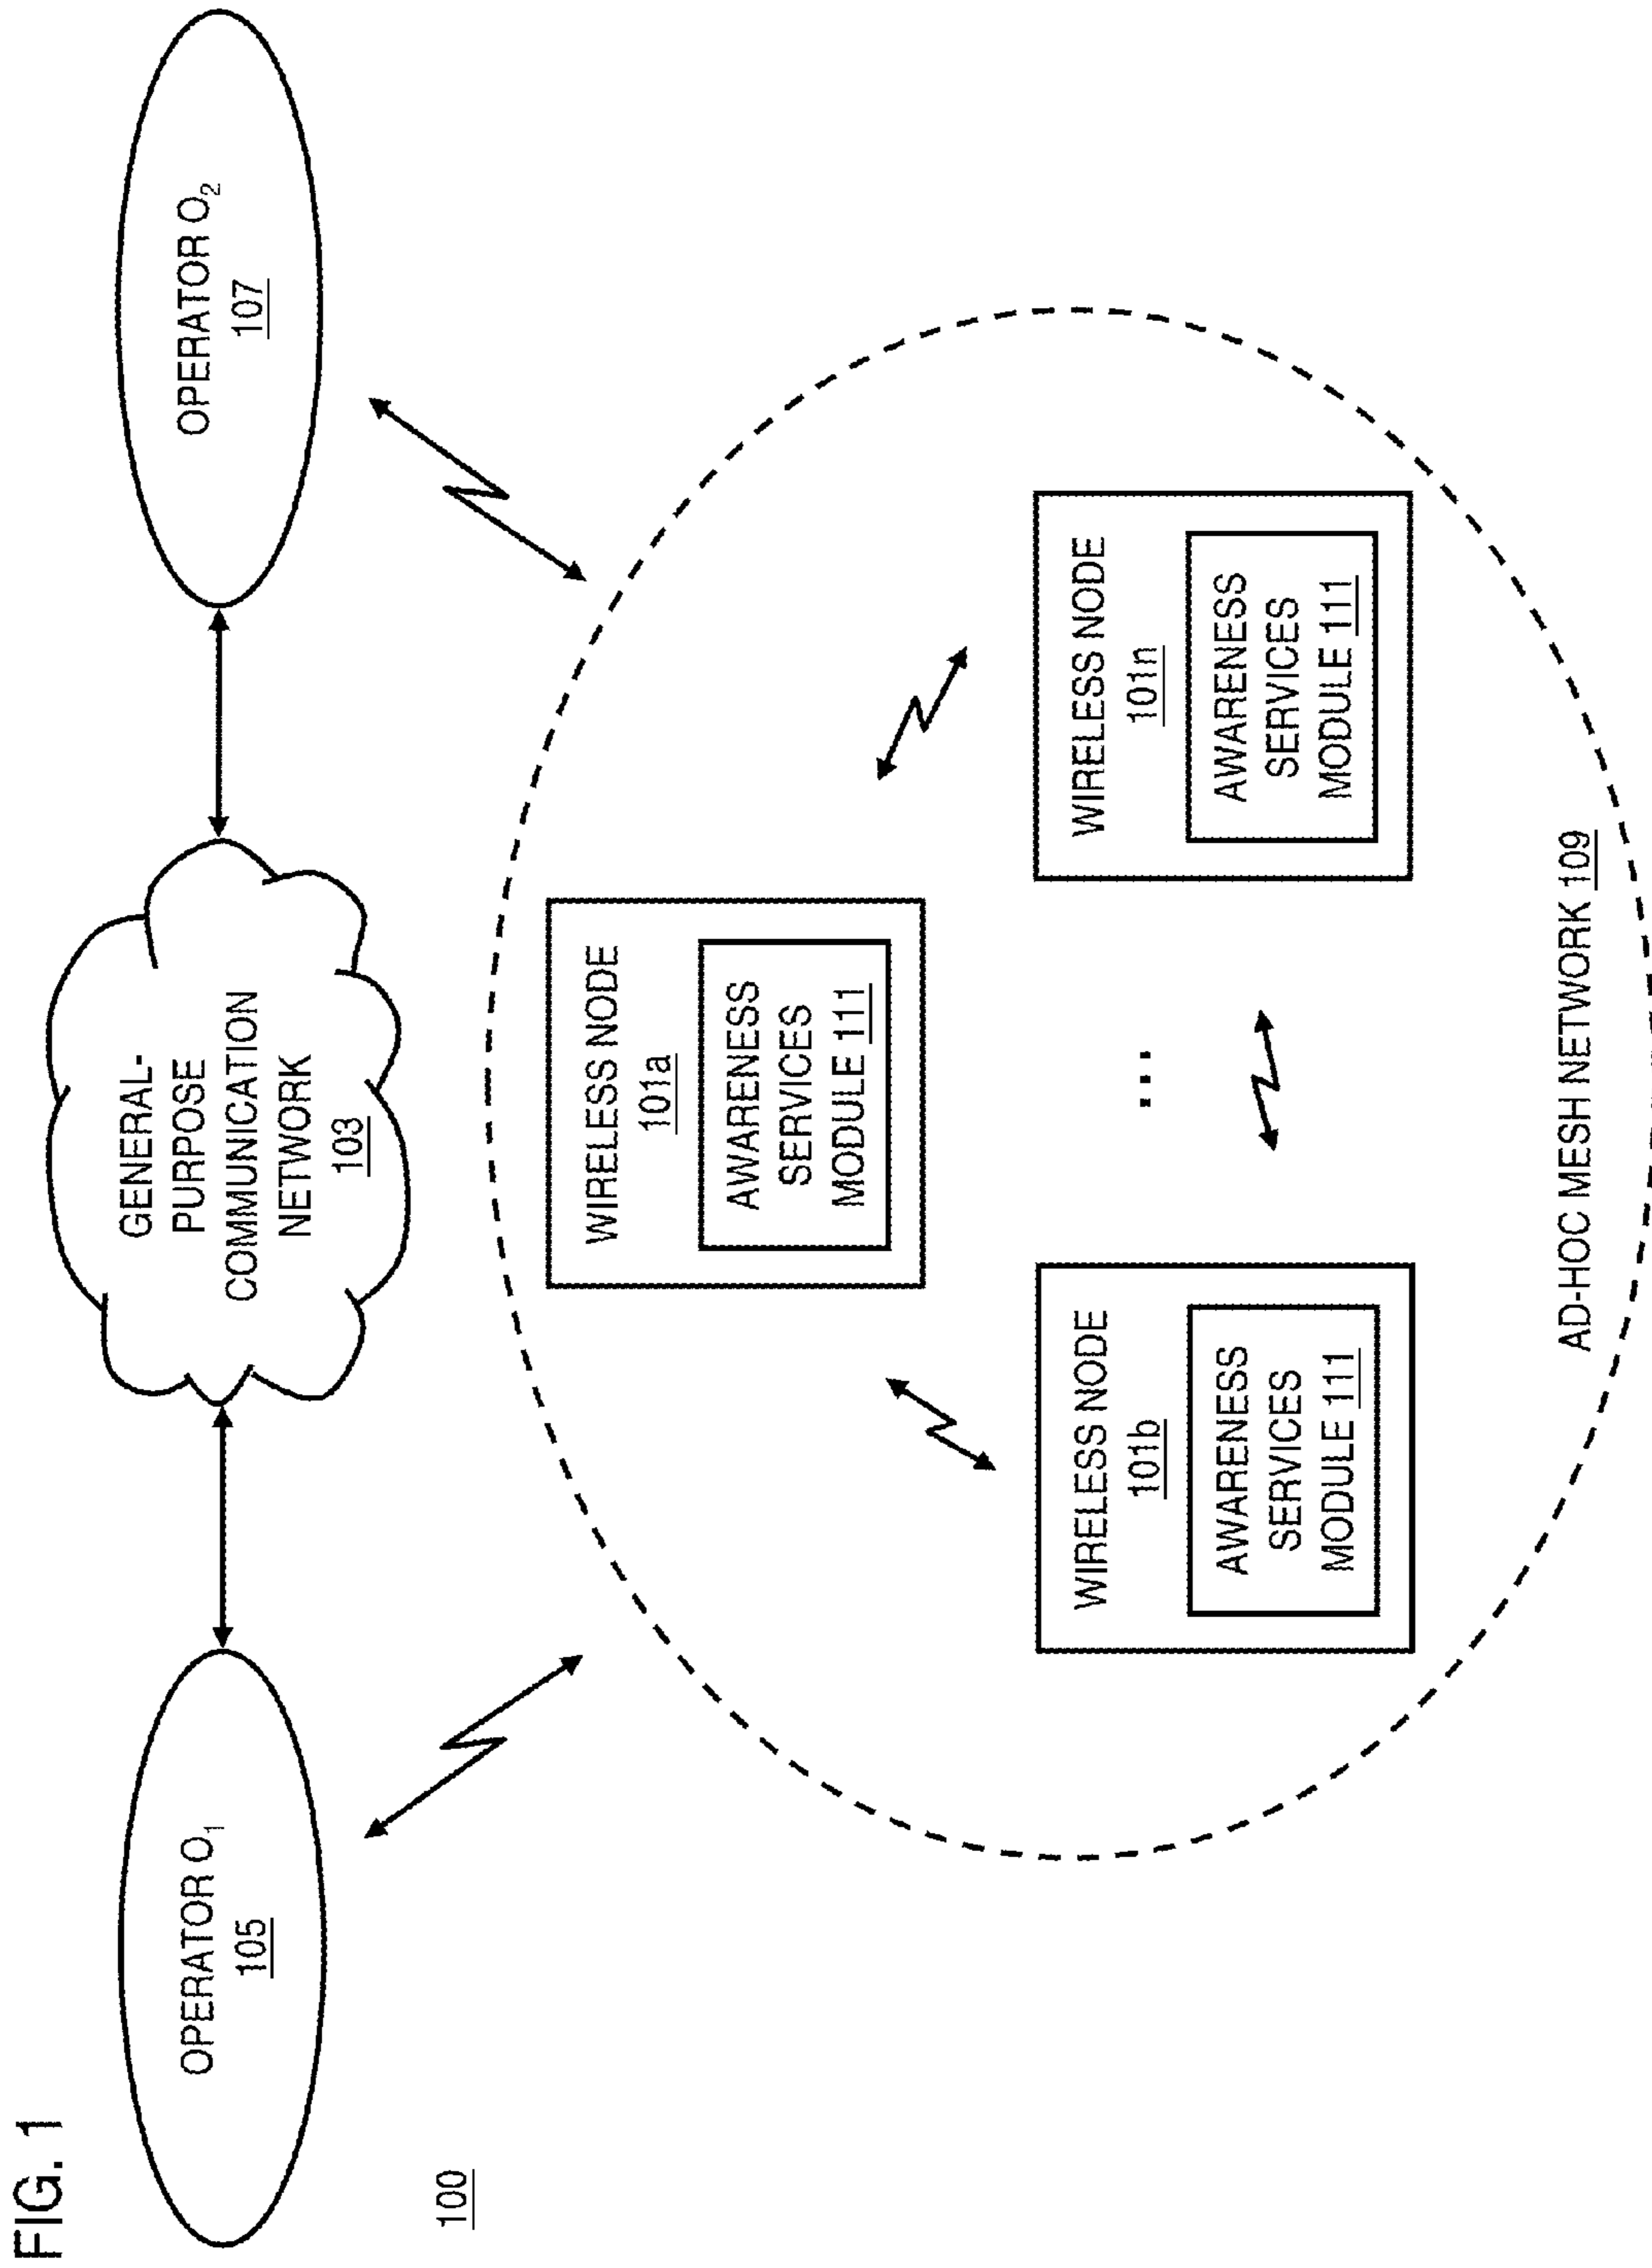 FIG. 1
100
OPERATOR O₁
105
GENERAL-
PURPOSE
COMMUNICATION
NETWORK
103
OPERATOR O₂
107
WIRELESS NODE
101a
AWARENESS
SERVICES
MODULE 111
WIRELESS NODE
101b
AWARENESS
SERVICES
MODULE 111
...
WIRELESS NODE
101n
AWARENESS
SERVICES
MODULE 111
AD-HOC MESH NETWORK 109